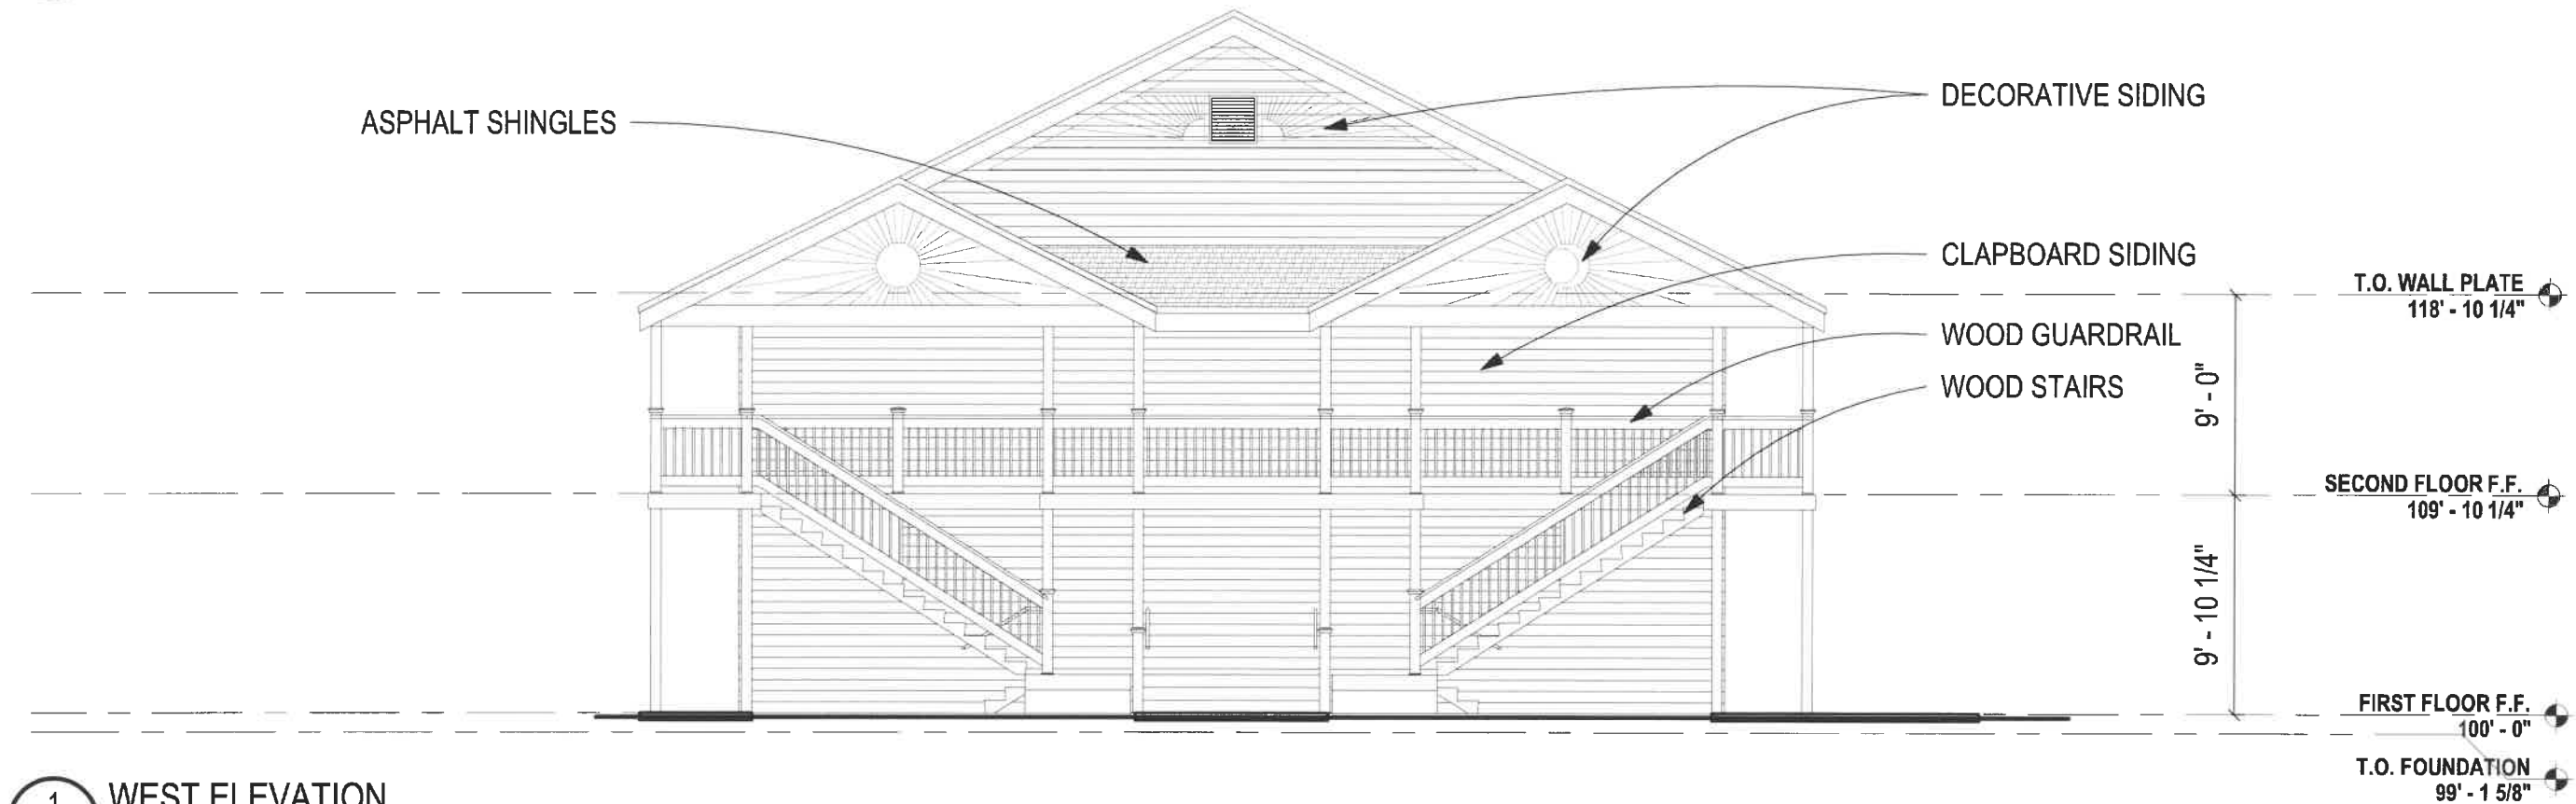 ASPHALT SHINGLES
DECORATIVE SIDING
CLAPBOARD SIDING
WOOD GUARDRAIL
WOOD STAIRS
T.O. WALL PLATE
118' - 10 1/4"
9' - 0"
SECOND FLOOR F.F.
109' - 10 1/4"
9' - 10 1/4"
FIRST FLOOR F.F.
100' - 0"
T.O. FOUNDATION
99' - 1 5/8"
1
WEST ELEVATION